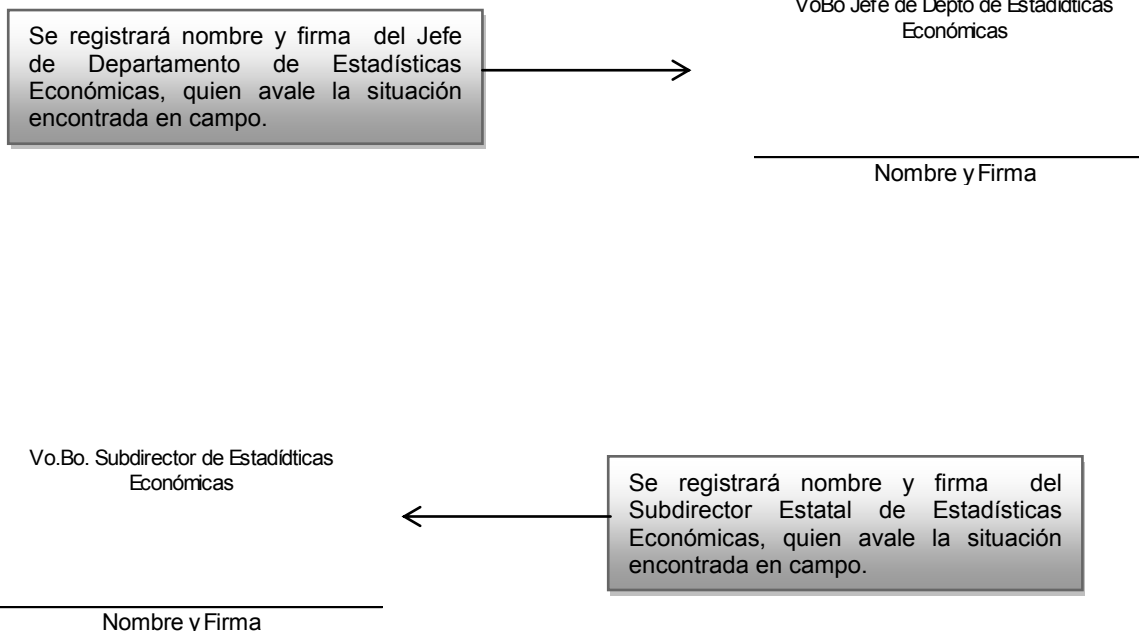 VoBo Jefe de Depto de Estadídticas
Económicas
Se registrará nombre y firma del Jefe
de Departamento de Estadísticas
Económicas, quien avale la situación
encontrada en campo.
Nombre y Firma
Vo.Bo. Subdirector de Estadídticas
Económicas
Se registrará nombre y firma del
Subdirector Estatal de Estadísticas
Económicas, quien avale la situación
encontrada en campo.
Nombre y Firma